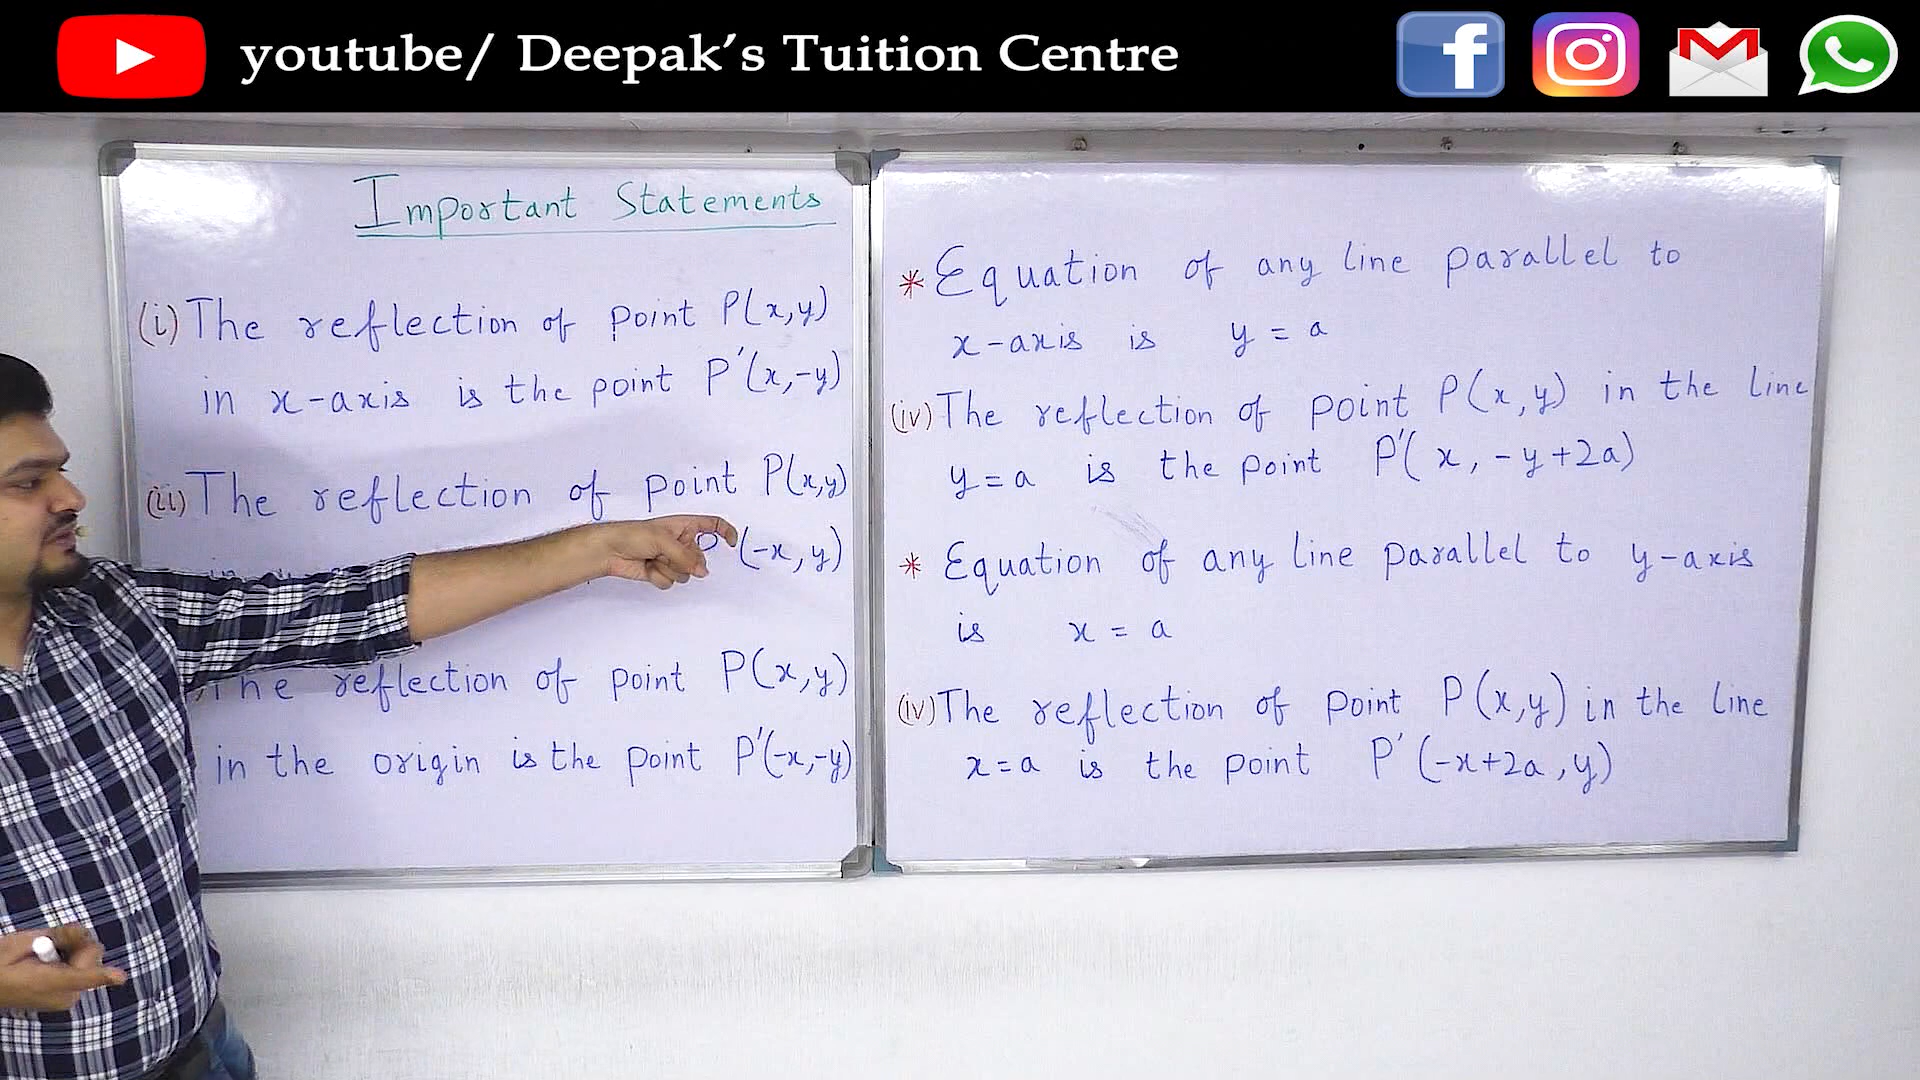 youtube/ Deepak's Tuition Centre
Important Statements
(i) The reflection of point P(x,y)
in x-axis is the point P'(x,-y)
(ii) The reflection of point P(x,y)
P'(-x,y)
The reflection of point P(x,y)
in the origin is the point P'(-x,-y)
* Equation of any line parallel to
x-axis is y = a
(iv) The reflection of point P(x,y) in the line
y=a is the point P'(x,-y+2a)
* Equation of any line parallel to y-axis
is x = a
(iv) The reflection of point P(x,y) in the line
x=a is the point P'(-x+2a,y)